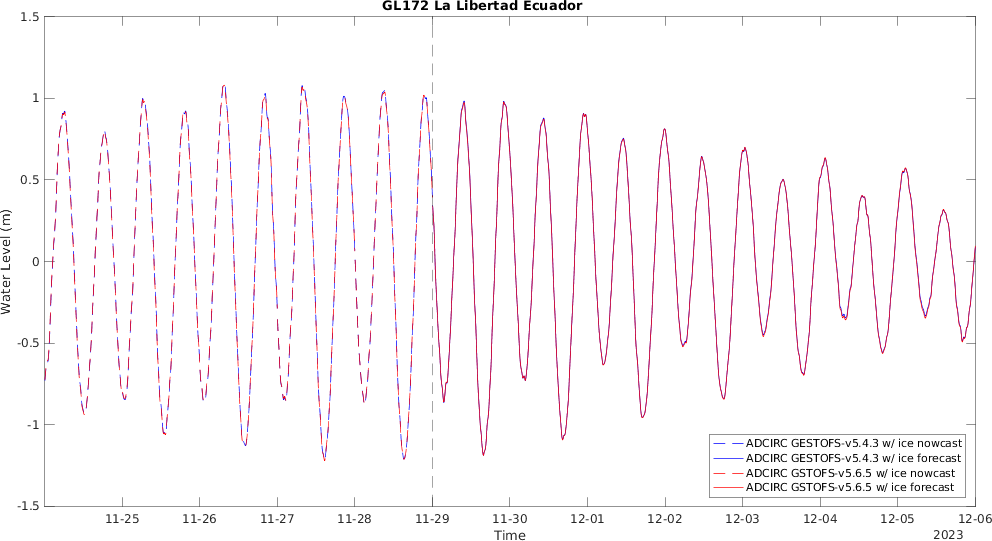 GL172 La Libertad Ecuador
1.5
1
0.5
0
-0.5
-1
-1.5
Water Level (m)
ADCIRC GESTOFS-v5.4.3 w/ ice nowcast
ADCIRC GESTOFS-v5.4.3 w/ ice forecast
ADCIRC GSTOFS-v5.6.5 w/ ice nowcast
ADCIRC GSTOFS-v5.6.5 w/ ice forecast
11-25 11-26 11-27 11-28 11-29 11-30 12-01 12-02 12-03 12-04 12-05 12-06
Time
2023